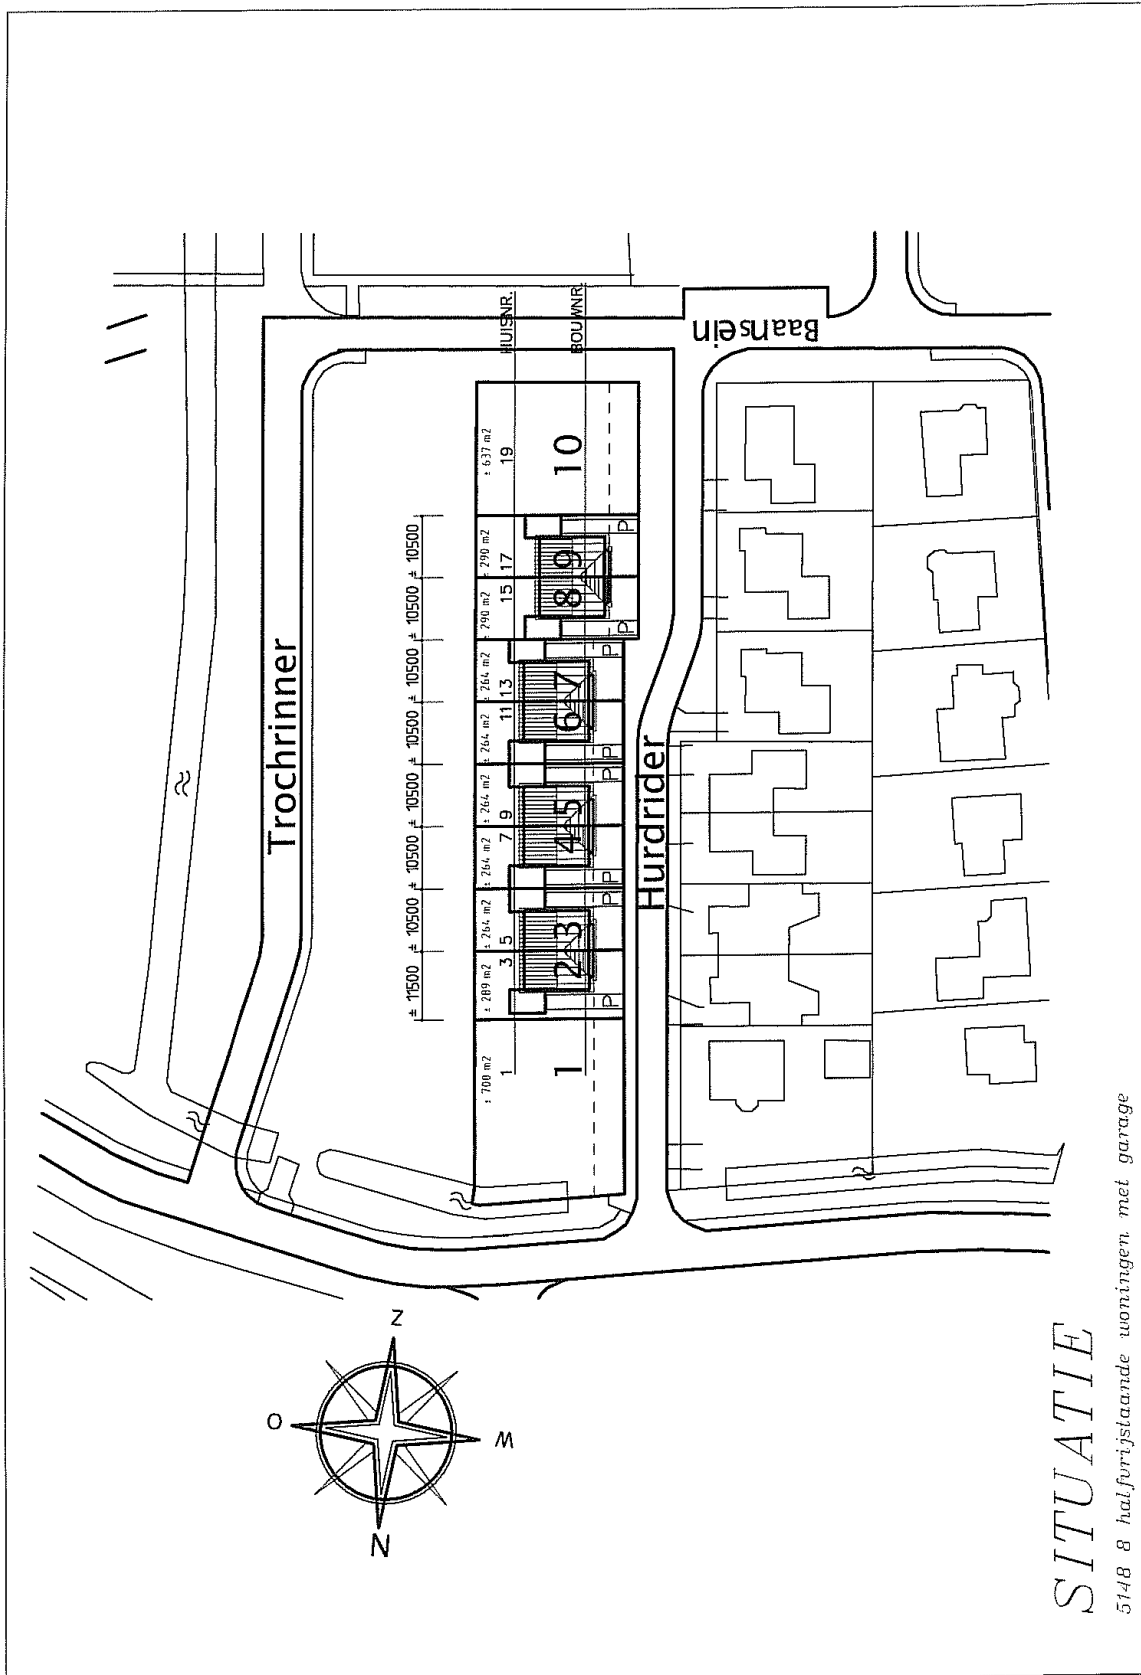 Trochrinner
± 11500 ± 10500 ± 10500 ± 10500 ± 10500 ± 10500 ± 10500 ± 10500
± 700 m2 ± 289 m2 ± 264 m2 ± 264 m2 ± 264 m2 ± 264 m2 ± 264 m2 ± 290 m2 ± 290 m2 ± 637 m2
1 3 5 7 9 11 13 15 17 19 HUISNR.
1 2 3 4 5 6 7 8 9 10 BOUWNR.
P P P P P P P P
Hurdrider
Baansein
N O Z W
SITUATIE
5148 8 halfvrijstaande woningen met garage